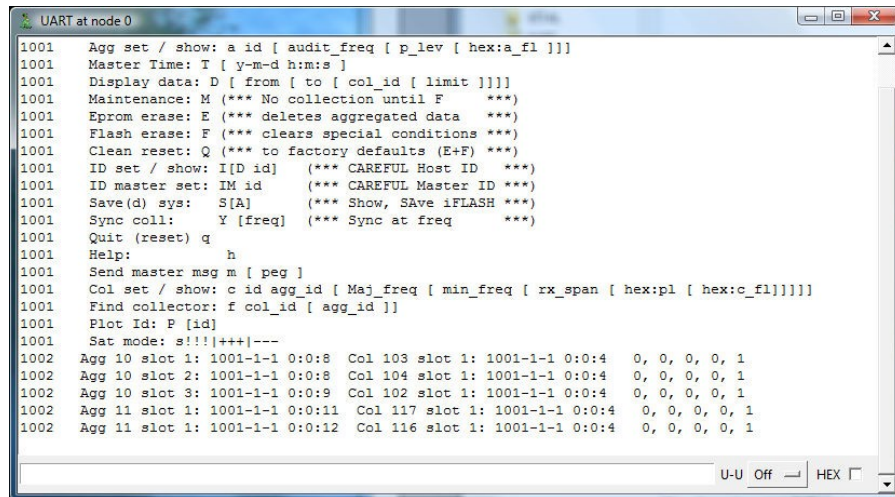 UART at node 0
1001 Agg set / show: a id [ audit_freq [ p_lev [ hex:a_fl ]]]
1001 Master Time: T [ y-m-d h:m:s ]
1001 Display data: D [ from [ to [ col_id [ limit ]]]]
1001 Maintenance: M (*** No collection until F ***)
1001 Eprom erase: E (*** deletes aggregated data ***)
1001 Flash erase: F (*** clears special conditions ***)
1001 Clean reset: Q (*** to factory defaults (E+F) ***)
1001 ID set / show: I[D id] (*** CAREFUL Host ID ***)
1001 ID master set: IM id (*** CAREFUL Master ID ***)
1001 Save(d) sys: S[A] (*** Show, SAve iFLASH ***)
1001 Sync coll: Y [freq] (*** Sync at freq ***)
1001 Quit (reset) q
1001 Help: h
1001 Send master msg m [ peg ]
1001 Col set / show: c id agg_id [ Maj_freq [ min_freq [ rx_span [ hex:pl [ hex:c_fl]]]]]
1001 Find collector: f col_id [ agg_id ]]
1001 Plot Id: P [id]
1001 Sat mode: s!!!|+++|---
1002 Agg 10 slot 1: 1001-1-1 0:0:8 Col 103 slot 1: 1001-1-1 0:0:4 0, 0, 0, 0, 1
1002 Agg 10 slot 2: 1001-1-1 0:0:8 Col 104 slot 1: 1001-1-1 0:0:4 0, 0, 0, 0, 1
1002 Agg 10 slot 3: 1001-1-1 0:0:9 Col 102 slot 1: 1001-1-1 0:0:4 0, 0, 0, 0, 1
1002 Agg 11 slot 1: 1001-1-1 0:0:11 Col 117 slot 1: 1001-1-1 0:0:4 0, 0, 0, 0, 1
1002 Agg 11 slot 1: 1001-1-1 0:0:12 Col 116 slot 1: 1001-1-1 0:0:4 0, 0, 0, 0, 1
U-U Off HEX